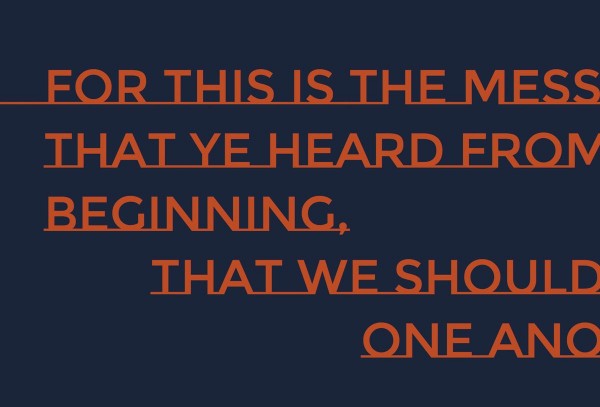 FOR THIS IS THE MESS
THAT YE HEARD FROM
BEGINNING,
THAT WE SHOULD
ONE ANO